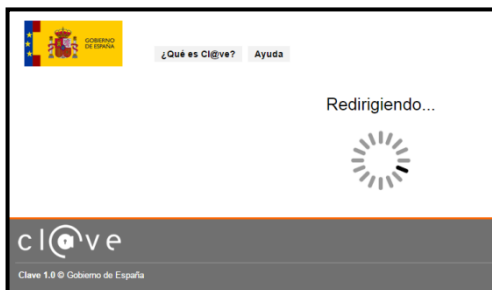 GOBIERNO
DE ESPAÑA
¿Qué es Cl@ve? Ayuda
Redirigiendo...
cl@ve
Clave 1.0 © Gobierno de España